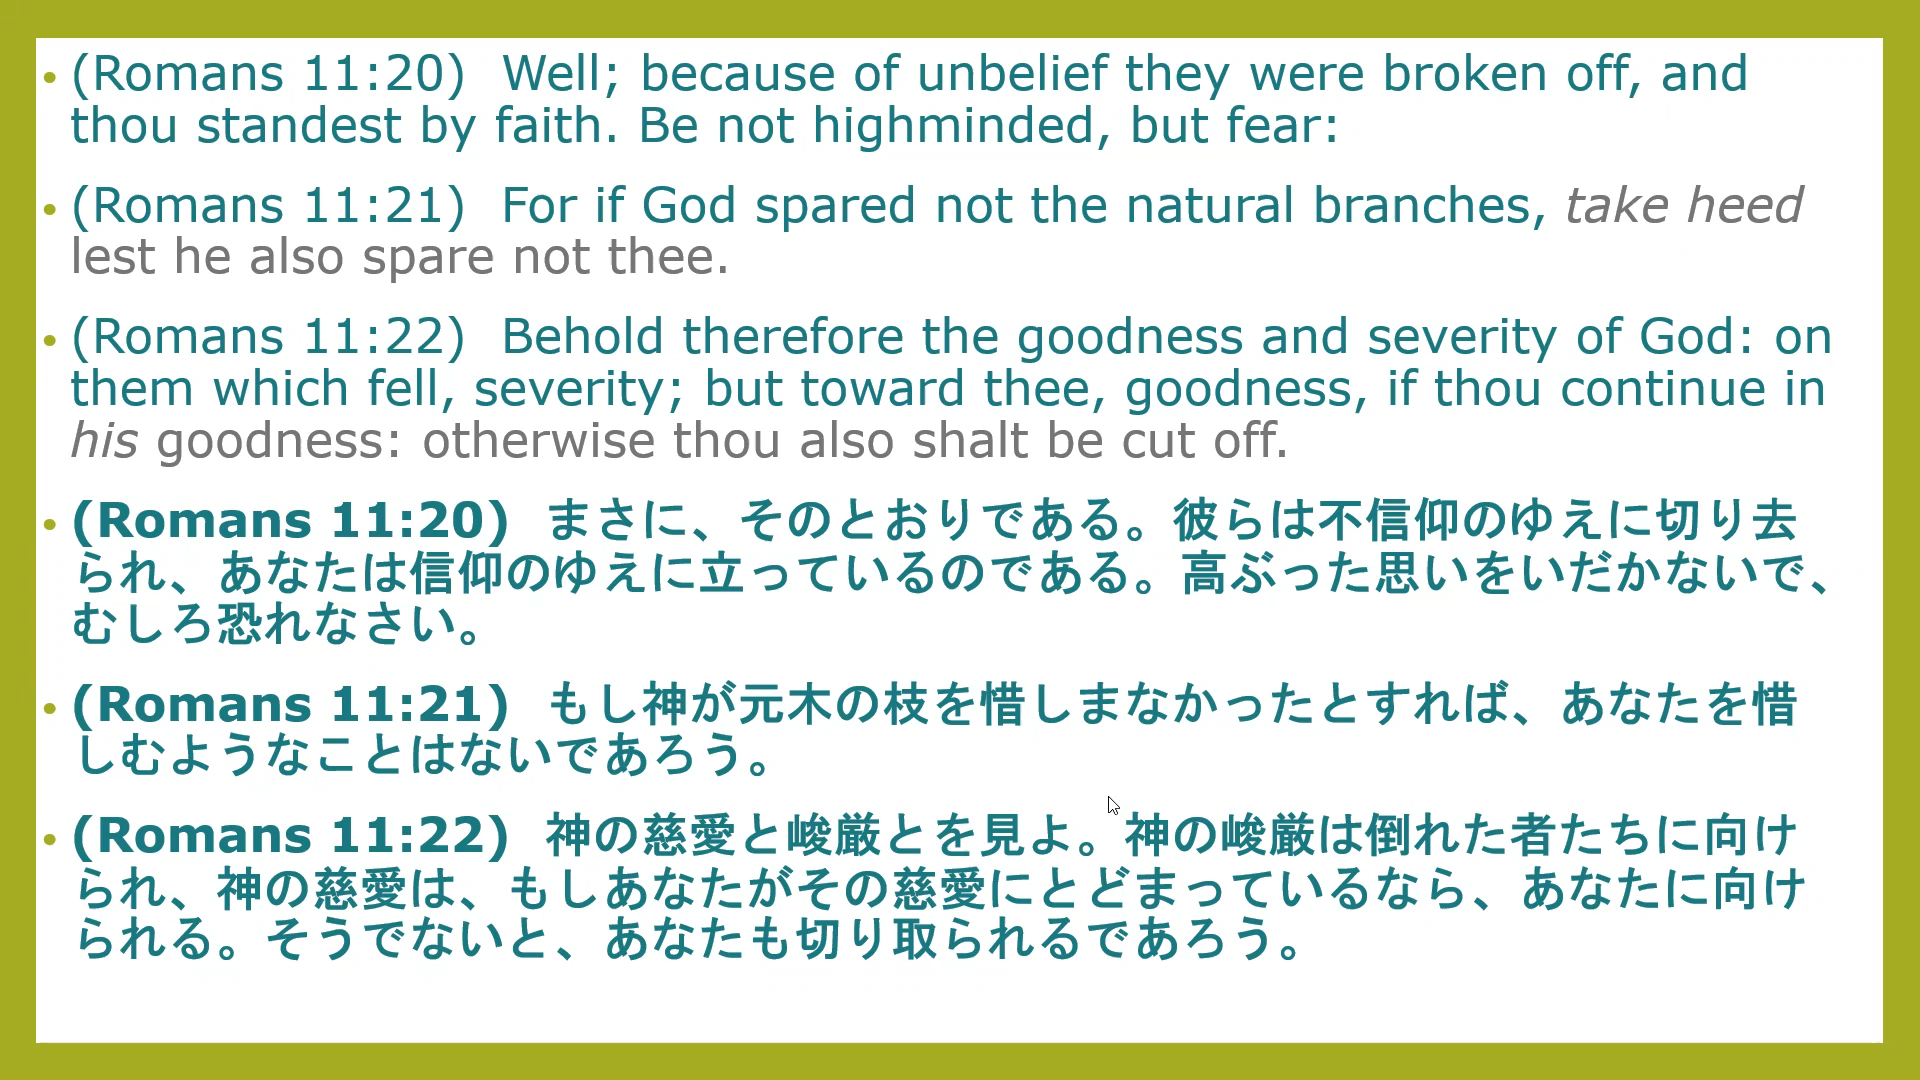 • (Romans 11:20)  Well; because of unbelief they were broken off, and
thou standest by faith. Be not highminded, but fear:
• (Romans 11:21)  For if God spared not the natural branches, take heed
lest he also spare not thee.
• (Romans 11:22)  Behold therefore the goodness and severity of God: on
them which fell, severity; but toward thee, goodness, if thou continue in
his goodness: otherwise thou also shalt be cut off.
• (Romans 11:20)  まさに、そのとおりである。彼らは不信仰のゆえに切り去
られ、あなたは信仰のゆえに立っているのである。高ぶった思いをいだかないで、
むしろ恐れなさい。
• (Romans 11:21)  もし神が元木の枝を惜しまなかったとすれば、あなたを惜
しむようなことはないであろう。
• (Romans 11:22)  神の慈愛と峻厳とを見よ。神の峻厳は倒れた者たちに向け
られ、神の慈愛は、もしあなたがその慈愛にとどまっているなら、あなたに向け
られる。そうでないと、あなたも切り取られるであろう。